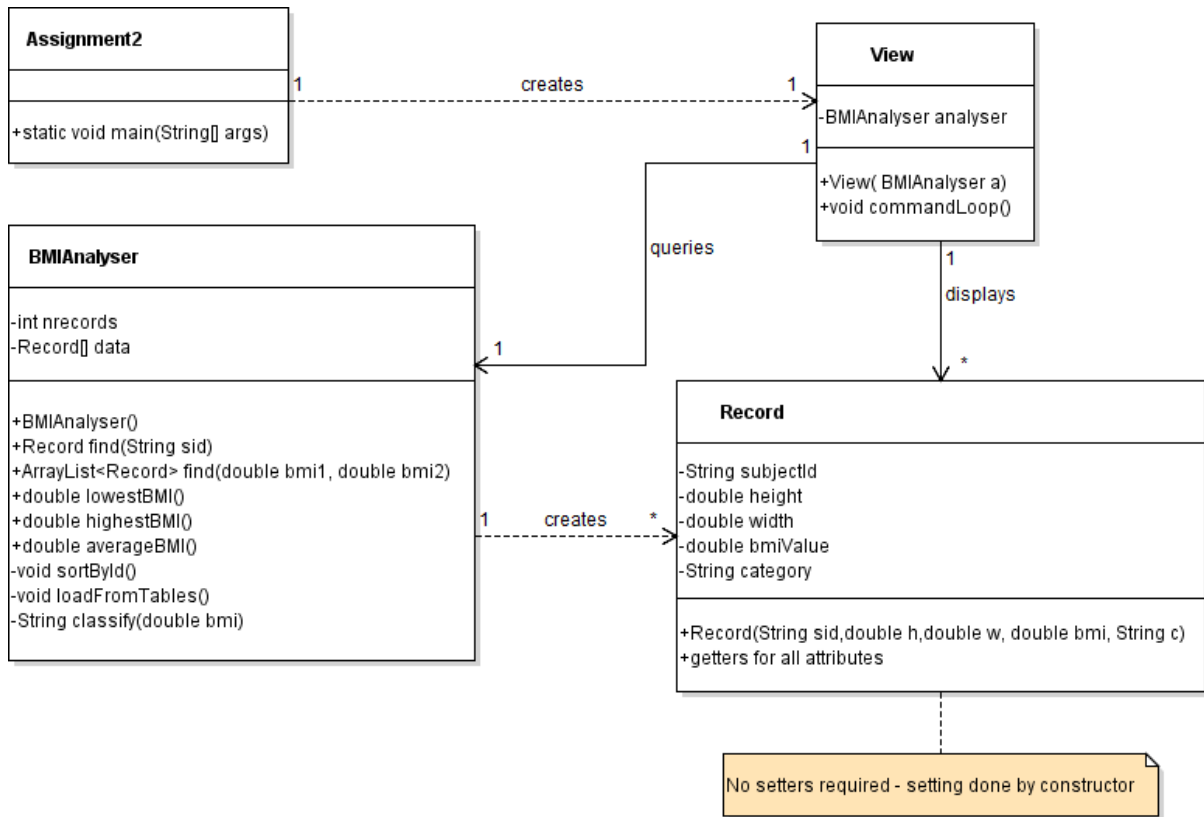 Assignment2
+static void main(String[] args)
1
creates
1
View
-BMIAnalyser analyser
+View( BMIAnalyser a)
+void commandLoop()
1
queries
1
1
displays
*
BMIAnalyser
-int nrecords
-Record[] data
+BMIAnalyser()
+Record find(String sid)
+ArrayList<Record> find(double bmi1, double bmi2)
+double lowestBMI()
+double highestBMI()
+double averageBMI()
-void sortById()
-void loadFromTables()
-String classify(double bmi)
1
creates
*
Record
-String subjectId
-double height
-double width
-double bmiValue
-String category
+Record(String sid,double h,double w, double bmi, String c)
+getters for all attributes
No setters required - setting done by constructor